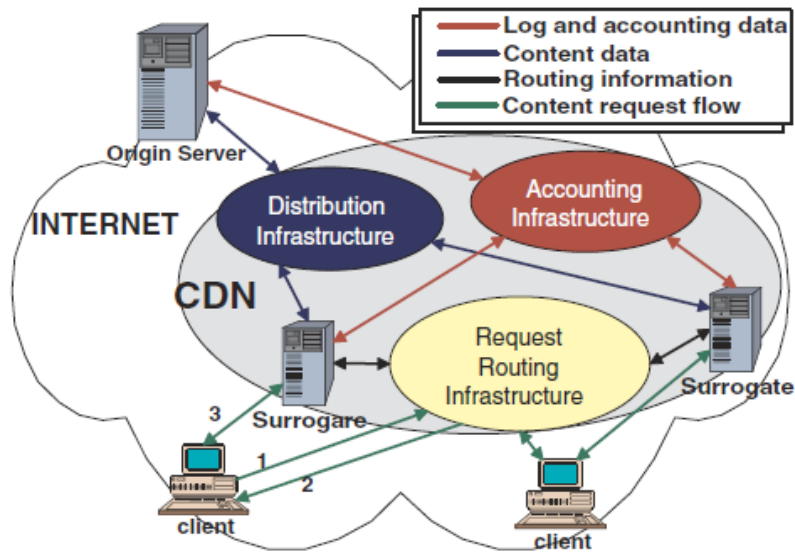 Log and accounting data
Content data
Routing information
Content request flow
Origin Server
INTERNET
Distribution
Infrastructure
Accounting
Infrastructure
CDN
Request
Routing
Infrastructure
Surrogare
Surrogate
3
1
2
client
client